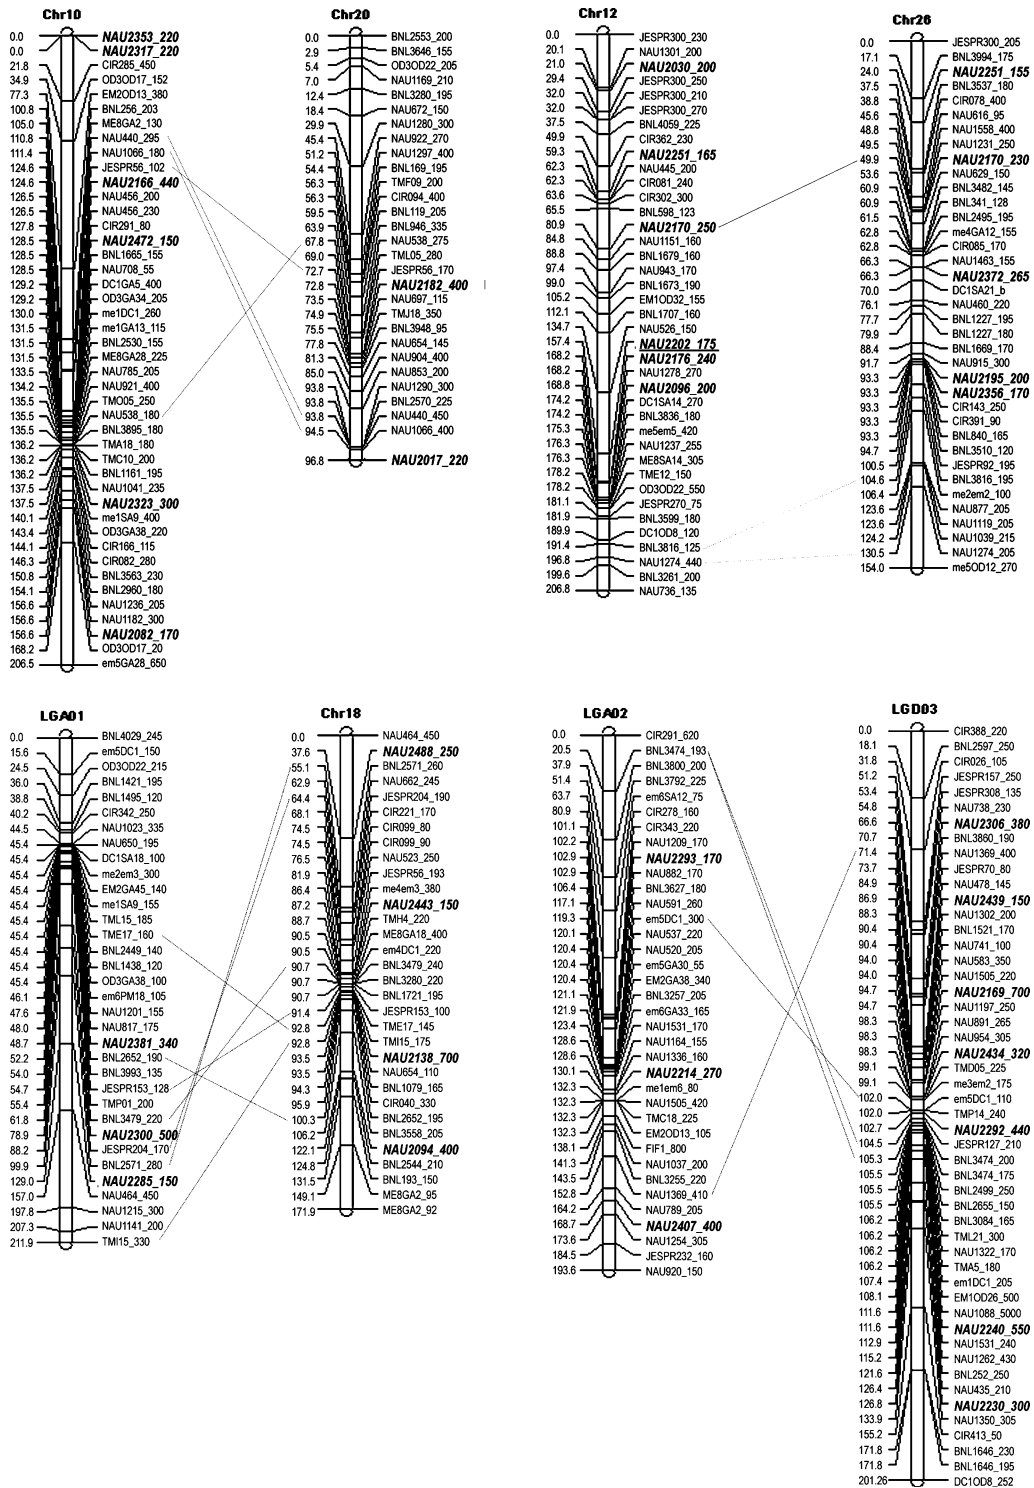 Chr10
0.0 NAU2353_220
0.0 NAU2317_220
21.8 CIR285_450
34.9 OD3OD17_152
77.3 EM2OD13_380
100.8 BNL256_203
105.0 ME8GA2_130
110.8 NAU440_295
111.4 NAU1066_180
124.6 JESPR56_102
124.6 NAU2166_440
126.5 NAU456_200
126.5 NAU456_230
127.8 CIR291_80
128.5 NAU2472_150
128.5 BNL1665_155
128.5 NAU708_55
129.2 DC1GA5_400
129.2 OD3GA34_205
130.0 me1DC1_260
131.5 me1GA13_115
131.5 BNL2530_155
131.5 ME8GA28_225
133.5 NAU785_205
134.2 NAU921_400
135.5 TMO05_250
135.5 NAU538_180
135.5 BNL3895_180
136.2 TMA18_180
136.2 TMC10_200
136.2 BNL1161_195
137.5 NAU1041_235
137.5 NAU2323_300
140.1 me1SA9_400
143.4 OD3GA38_220
144.1 CIR166_115
146.3 CIR082_280
150.8 BNL3563_230
154.1 BNL2960_180
156.6 NAU1236_205
156.6 NAU1182_300
156.6 NAU2082_170
168.2 OD3OD17_20
206.5 em5GA28_650
Chr20
0.0 BNL2553_200
2.9 BNL3646_155
5.4 OD3OD22_205
7.0 NAU1169_210
12.4 BNL3280_195
18.4 NAU672_150
29.9 NAU1280_300
45.4 NAU922_270
51.2 NAU1297_400
54.4 BNL169_195
56.3 TMF09_200
56.3 CIR094_400
59.5 BNL119_205
63.9 BNL946_335
67.8 NAU538_275
69.0 TML05_280
72.7 JESPR56_170
72.8 NAU2182_400
73.5 NAU697_115
74.9 TMJ18_350
75.5 BNL3948_95
77.8 NAU654_145
81.3 NAU904_400
85.0 NAU853_200
93.8 NAU1290_300
93.8 BNL2570_225
93.8 NAU440_450
94.5 NAU1066_400
96.8 NAU2017_220
Chr12
0.0 JESPR300_230
20.1 NAU1301_200
21.0 NAU2030_200
29.4 JESPR300_250
32.0 JESPR300_210
32.0 JESPR300_270
37.5 BNL4059_225
49.9 CIR362_230
59.3 NAU2251_165
62.3 NAU445_200
62.3 CIR081_240
63.6 CIR302_300
65.5 BNL598_123
80.9 NAU2170_250
84.8 NAU1151_160
88.8 BNL1679_160
97.4 NAU943_170
99.0 BNL1673_190
105.2 EM1OD32_155
112.1 BNL1707_160
134.7 NAU526_150
157.4 NAU2202_175
168.2 NAU2176_240
168.2 NAU1278_270
168.8 NAU2096_200
174.2 DC1SA14_270
174.2 BNL3836_180
175.3 me5em5_420
176.3 NAU1237_255
176.3 ME8SA14_305
178.2 TME12_150
178.2 OD3OD22_550
181.1 JESPR270_75
181.9 BNL3599_180
189.9 DC1OD8_120
191.4 BNL3816_125
196.8 NAU1274_440
199.6 BNL3261_200
206.8 NAU736_135
Chr26
0.0 JESPR300_205
17.1 BNL3994_175
24.0 NAU2251_155
37.5 BNL3537_180
38.8 CIR078_400
45.6 NAU616_95
48.8 NAU1558_400
49.5 NAU1231_250
49.9 NAU2170_230
53.6 NAU629_150
60.9 BNL3482_145
60.9 BNL341_128
61.5 BNL2495_195
62.8 me4GA12_155
62.8 CIR085_170
66.3 NAU1463_155
66.3 NAU2372_265
70.0 DC1SA21_b
76.1 NAU460_220
77.7 BNL1227_195
79.9 BNL1227_180
88.4 BNL1669_170
91.7 NAU915_300
93.3 NAU2195_200
93.3 NAU2356_170
93.3 CIR143_250
93.3 CIR391_90
93.3 BNL840_165
94.7 BNL3510_120
100.5 JESPR92_195
104.6 BNL3816_195
106.4 me2em2_100
123.6 NAU877_205
123.6 NAU1119_205
124.2 NAU1039_215
130.5 NAU1274_205
154.0 me5OD12_270
LGA01
0.0 BNL4029_245
15.6 em5DC1_150
24.5 OD3OD22_215
36.0 BNL1421_195
38.8 BNL1495_120
40.2 CIR342_250
44.5 NAU1023_335
45.4 NAU650_195
45.4 DC1SA18_100
45.4 me2em3_300
45.4 EM2GA45_140
45.4 me1SA9_155
45.4 TML15_185
45.4 TME17_160
45.4 BNL2449_140
45.4 BNL1438_120
45.4 OD3GA38_100
46.1 em6PM18_105
47.6 NAU1201_155
48.0 NAU817_175
48.7 NAU2381_340
52.2 BNL2652_190
54.0 BNL3993_135
54.7 JESPR153_128
55.4 TMP01_200
61.8 BNL3479_220
78.9 NAU2300_500
88.2 JESPR204_170
99.9 BNL2571_280
129.0 NAU2285_150
157.0 NAU464_450
197.8 NAU1215_300
207.3 NAU1141_200
211.9 TMI15_330
Chr18
0.0 NAU464_450
37.6 NAU2488_250
55.1 BNL2571_260
62.9 NAU662_245
64.4 JESPR204_190
68.1 CIR221_170
74.5 CIR099_80
74.5 CIR099_90
76.5 NAU523_250
81.9 JESPR56_193
86.4 me4em3_380
87.2 NAU2443_150
88.7 TMH4_220
90.5 ME8GA18_400
90.5 em4DC1_220
90.7 BNL3479_240
90.7 BNL3280_220
90.7 BNL1721_195
91.4 JESPR153_100
92.8 TME17_145
92.8 TMI15_175
93.5 NAU2138_700
93.5 NAU654_110
94.3 BNL1079_165
95.9 CIR040_330
100.3 BNL2652_195
106.2 BNL3558_205
122.1 NAU2094_400
124.8 BNL2544_210
131.5 BNL193_150
149.1 ME8GA2_95
171.9 ME8GA2_92
LGA02
0.0 CIR291_620
20.5 BNL3474_193
37.9 BNL3800_200
51.4 BNL3792_225
63.7 em6SA12_75
80.9 CIR278_160
101.1 CIR343_220
102.2 NAU1209_170
102.9 NAU2293_170
102.9 NAU882_170
106.4 BNL3627_180
117.1 NAU591_260
119.3 em5DC1_300
120.1 NAU537_220
120.4 NAU520_205
120.4 em5GA30_55
120.4 EM2GA38_340
121.1 BNL3257_205
121.9 em6GA33_165
123.4 NAU1531_170
128.6 NAU1164_155
128.6 NAU1336_160
130.1 NAU2214_270
132.3 me1em6_80
132.3 NAU1505_420
132.3 TMC18_225
132.3 EM2OD13_105
138.1 FIF1_800
141.3 NAU1037_200
143.5 BNL3255_220
152.8 NAU1369_410
164.2 NAU789_205
168.7 NAU2407_400
173.6 NAU1254_305
184.5 JESPR232_160
193.6 NAU920_150
LGD03
0.0 CIR388_220
18.1 BNL2597_250
31.8 CIR026_105
51.2 JESPR157_250
53.4 JESPR308_135
54.8 NAU738_230
66.6 NAU2306_380
70.7 BNL3860_190
71.4 NAU1369_400
73.7 JESPR70_80
84.9 NAU478_145
86.9 NAU2439_150
88.3 NAU1302_200
90.4 BNL1521_170
90.4 NAU741_100
94.0 NAU583_350
94.0 NAU1505_220
94.7 NAU2169_700
94.7 NAU1197_250
98.3 NAU891_265
98.3 NAU954_305
98.3 NAU2434_320
99.1 TMD05_225
99.1 me3em2_175
102.0 em5DC1_110
102.0 TMP14_240
102.7 NAU2292_440
104.5 JESPR127_210
105.3 BNL3474_200
105.5 BNL3474_175
105.5 BNL2499_250
105.5 BNL2655_150
106.2 BNL3084_165
106.2 TML21_300
106.2 NAU1322_170
106.2 TMA5_180
107.4 em1DC1_205
108.1 EM1OD26_500
111.6 NAU1088_5000
111.6 NAU2240_550
112.9 NAU1531_240
115.2 NAU1262_430
121.6 BNL252_250
126.4 NAU435_210
126.8 NAU2230_300
133.9 NAU1350_305
155.2 CIR413_50
171.8 BNL1646_230
171.8 BNL1646_195
201.26 DC1OD8_252